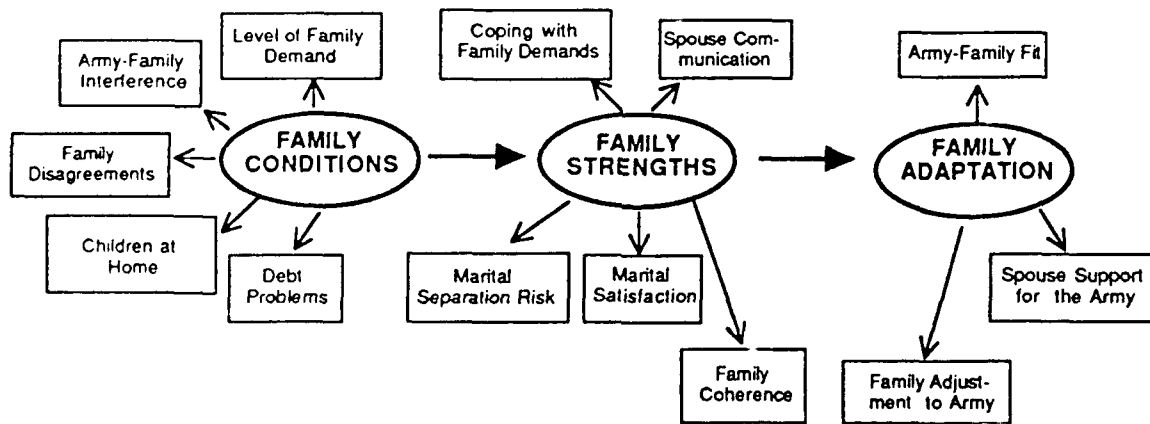 Level of Family
Demand
Army-Family
Interference
FAMILY
CONDITIONS
Family
Disagreements
Children at
Home
Debt
Problems
Coping with
Family Demands
Spouse Com-
munication
FAMILY
STRENGTHS
Marital
Separation Risk
Marital
Satisfaction
Family
Coherence
Army-Family Fit
FAMILY
ADAPTATION
Spouse Support
for the Army
Family Adjust-
ment to Army